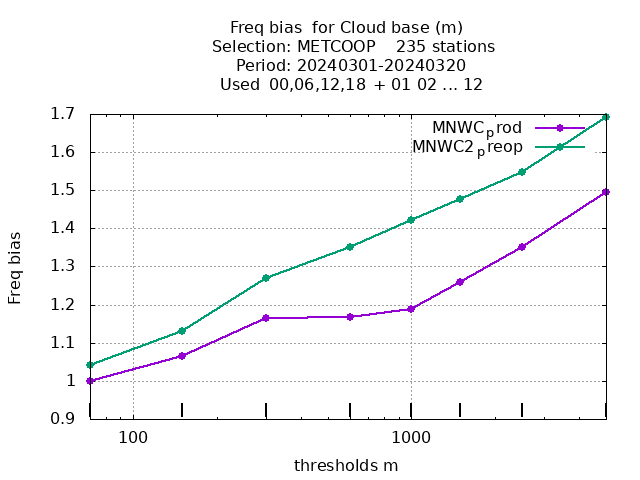 Freq bias  for Cloud base (m)
Selection: METCOOP    235 stations
Period: 20240301-20240320
Used  00,06,12,18  + 01 02 ... 12
MNWCprod
MNWC2preop
1.7
1.6
1.5
1.4
1.3
1.2
1.1
1
0.9
Freq bias
100
1000
thresholds m